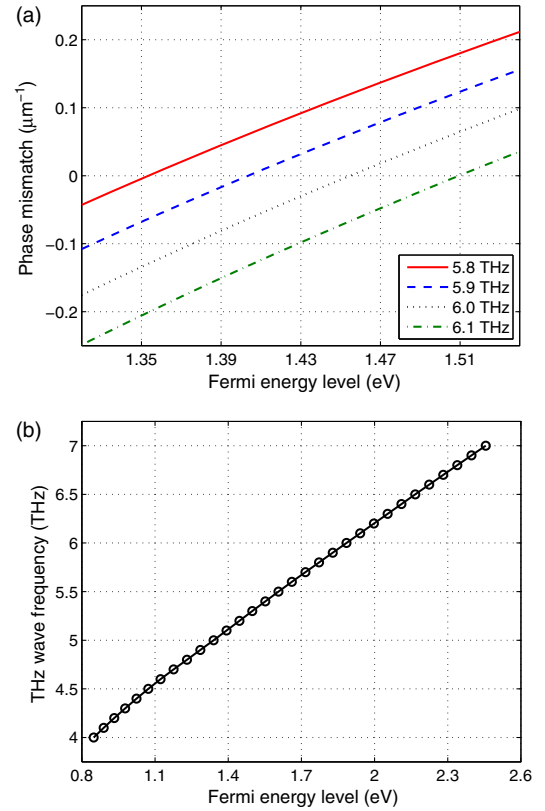 (a)
0.2
0.1
0
−0.1
−0.2
Phase mismatch (μm⁻¹)
5.8 THz
5.9 THz
6.0 THz
6.1 THz
1.35 1.39 1.43 1.47 1.51
Fermi energy level (eV)
(b)
7
6.5
6
5.5
5
4.5
4
THz wave frequency (THz)
0.8 1.1 1.4 1.7 2 2.3 2.6
Fermi energy level (eV)